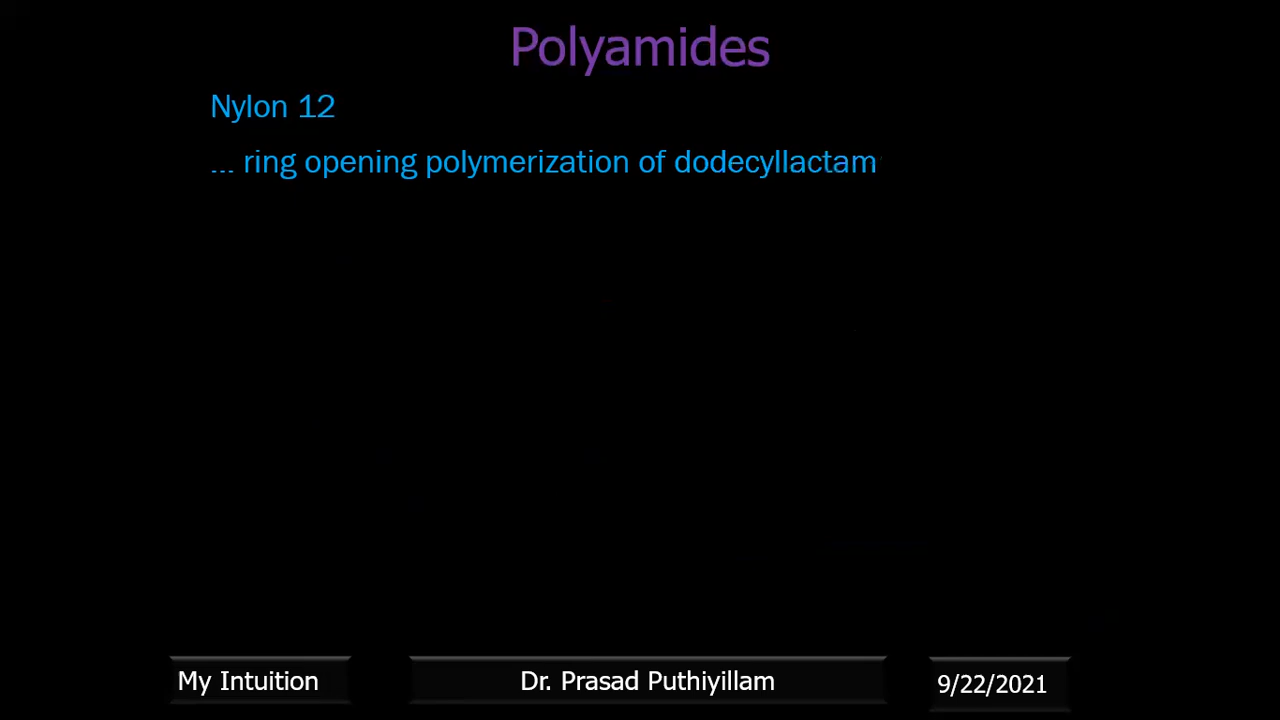 Polyamides
Nylon 12
... ring opening polymerization of dodecyllactam
My Intuition
Dr. Prasad Puthiyillam
9/22/2021